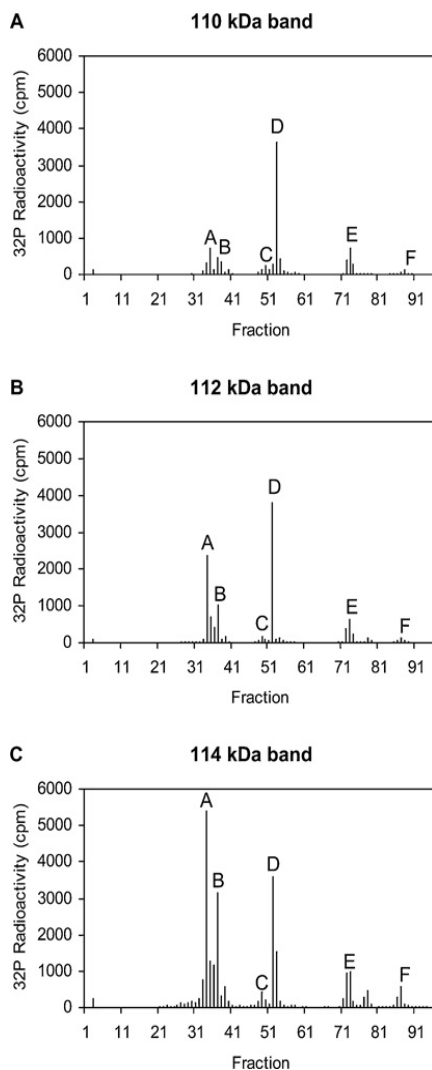 A
110 kDa band
32P Radioactivity (cpm)
6000
5000
4000
3000
2000
1000
0
A
B
C
D
E
F
1 11 21 31 41 51 61 71 81 91
Fraction
B
112 kDa band
32P Radioactivity (cpm)
6000
5000
4000
3000
2000
1000
0
A
B
C
D
E
F
1 11 21 31 41 51 61 71 81 91
Fraction
C
114 kDa band
32P Radioactivity (cpm)
6000
5000
4000
3000
2000
1000
0
A
B
C
D
E
F
1 11 21 31 41 51 61 71 81 91
Fraction